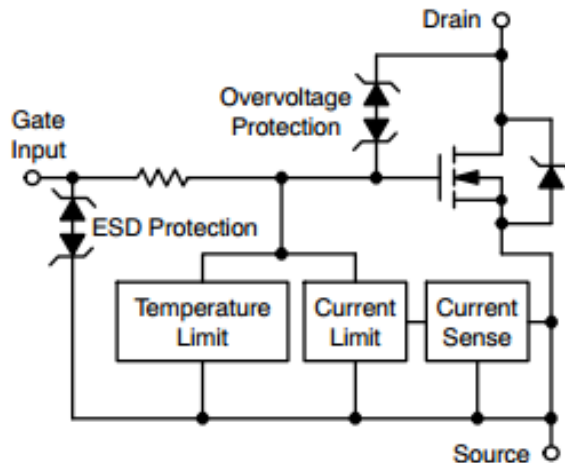 Drain
Overvoltage
Protection
Gate
Input
ESD Protection
Temperature
Limit
Current
Limit
Current
Sense
Source